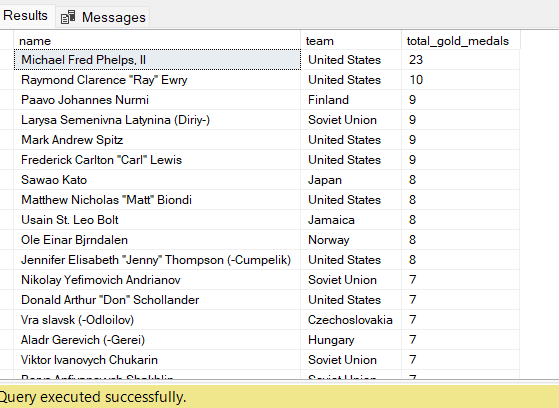 Results Messages
name team total_gold_medals
Michael Fred Phelps, II United States 23
Raymond Clarence "Ray" Ewry United States 10
Paavo Johannes Nurmi Finland 9
Larysa Semenivna Latynina (Diriy-) Soviet Union 9
Mark Andrew Spitz United States 9
Frederick Carlton "Carl" Lewis United States 9
Sawao Kato Japan 8
Matthew Nicholas "Matt" Biondi United States 8
Usain St. Leo Bolt Jamaica 8
Ole Einar Bjrndalen Norway 8
Jennifer Elisabeth "Jenny" Thompson (-Cumpelik) United States 8
Nikolay Yefimovich Andrianov Soviet Union 7
Donald Arthur "Don" Schollander United States 7
Vra slavsk (-Odloilov) Czechoslovakia 7
Aladr Gerevich (-Gerei) Hungary 7
Viktor Ivanovych Chukarin Soviet Union 7
Soviet Union 7
Query executed successfully.